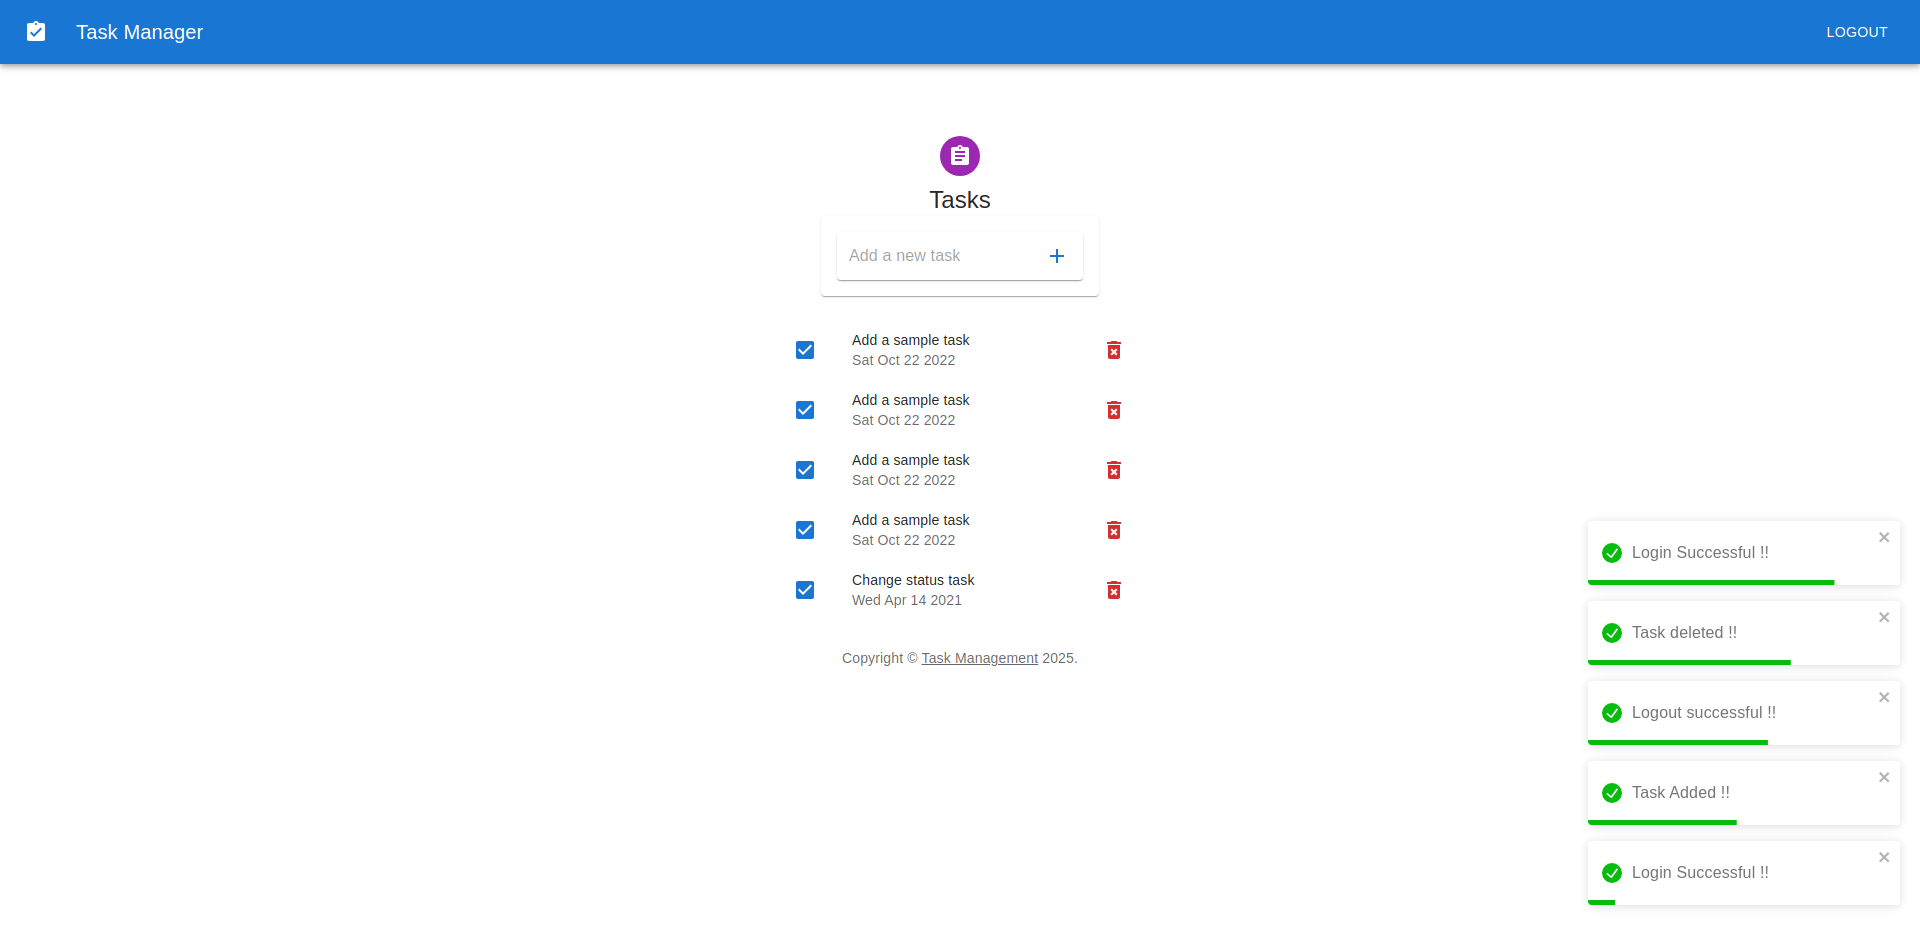 Task Manager
LOGOUT
Tasks
Add a new task
Add a sample task
Sat Oct 22 2022
Add a sample task
Sat Oct 22 2022
Add a sample task
Sat Oct 22 2022
Add a sample task
Sat Oct 22 2022
Change status task
Wed Apr 14 2021
Copyright © Task Management 2025.
Login Successful !!
Task deleted !!
Logout successful !!
Task Added !!
Login Successful !!